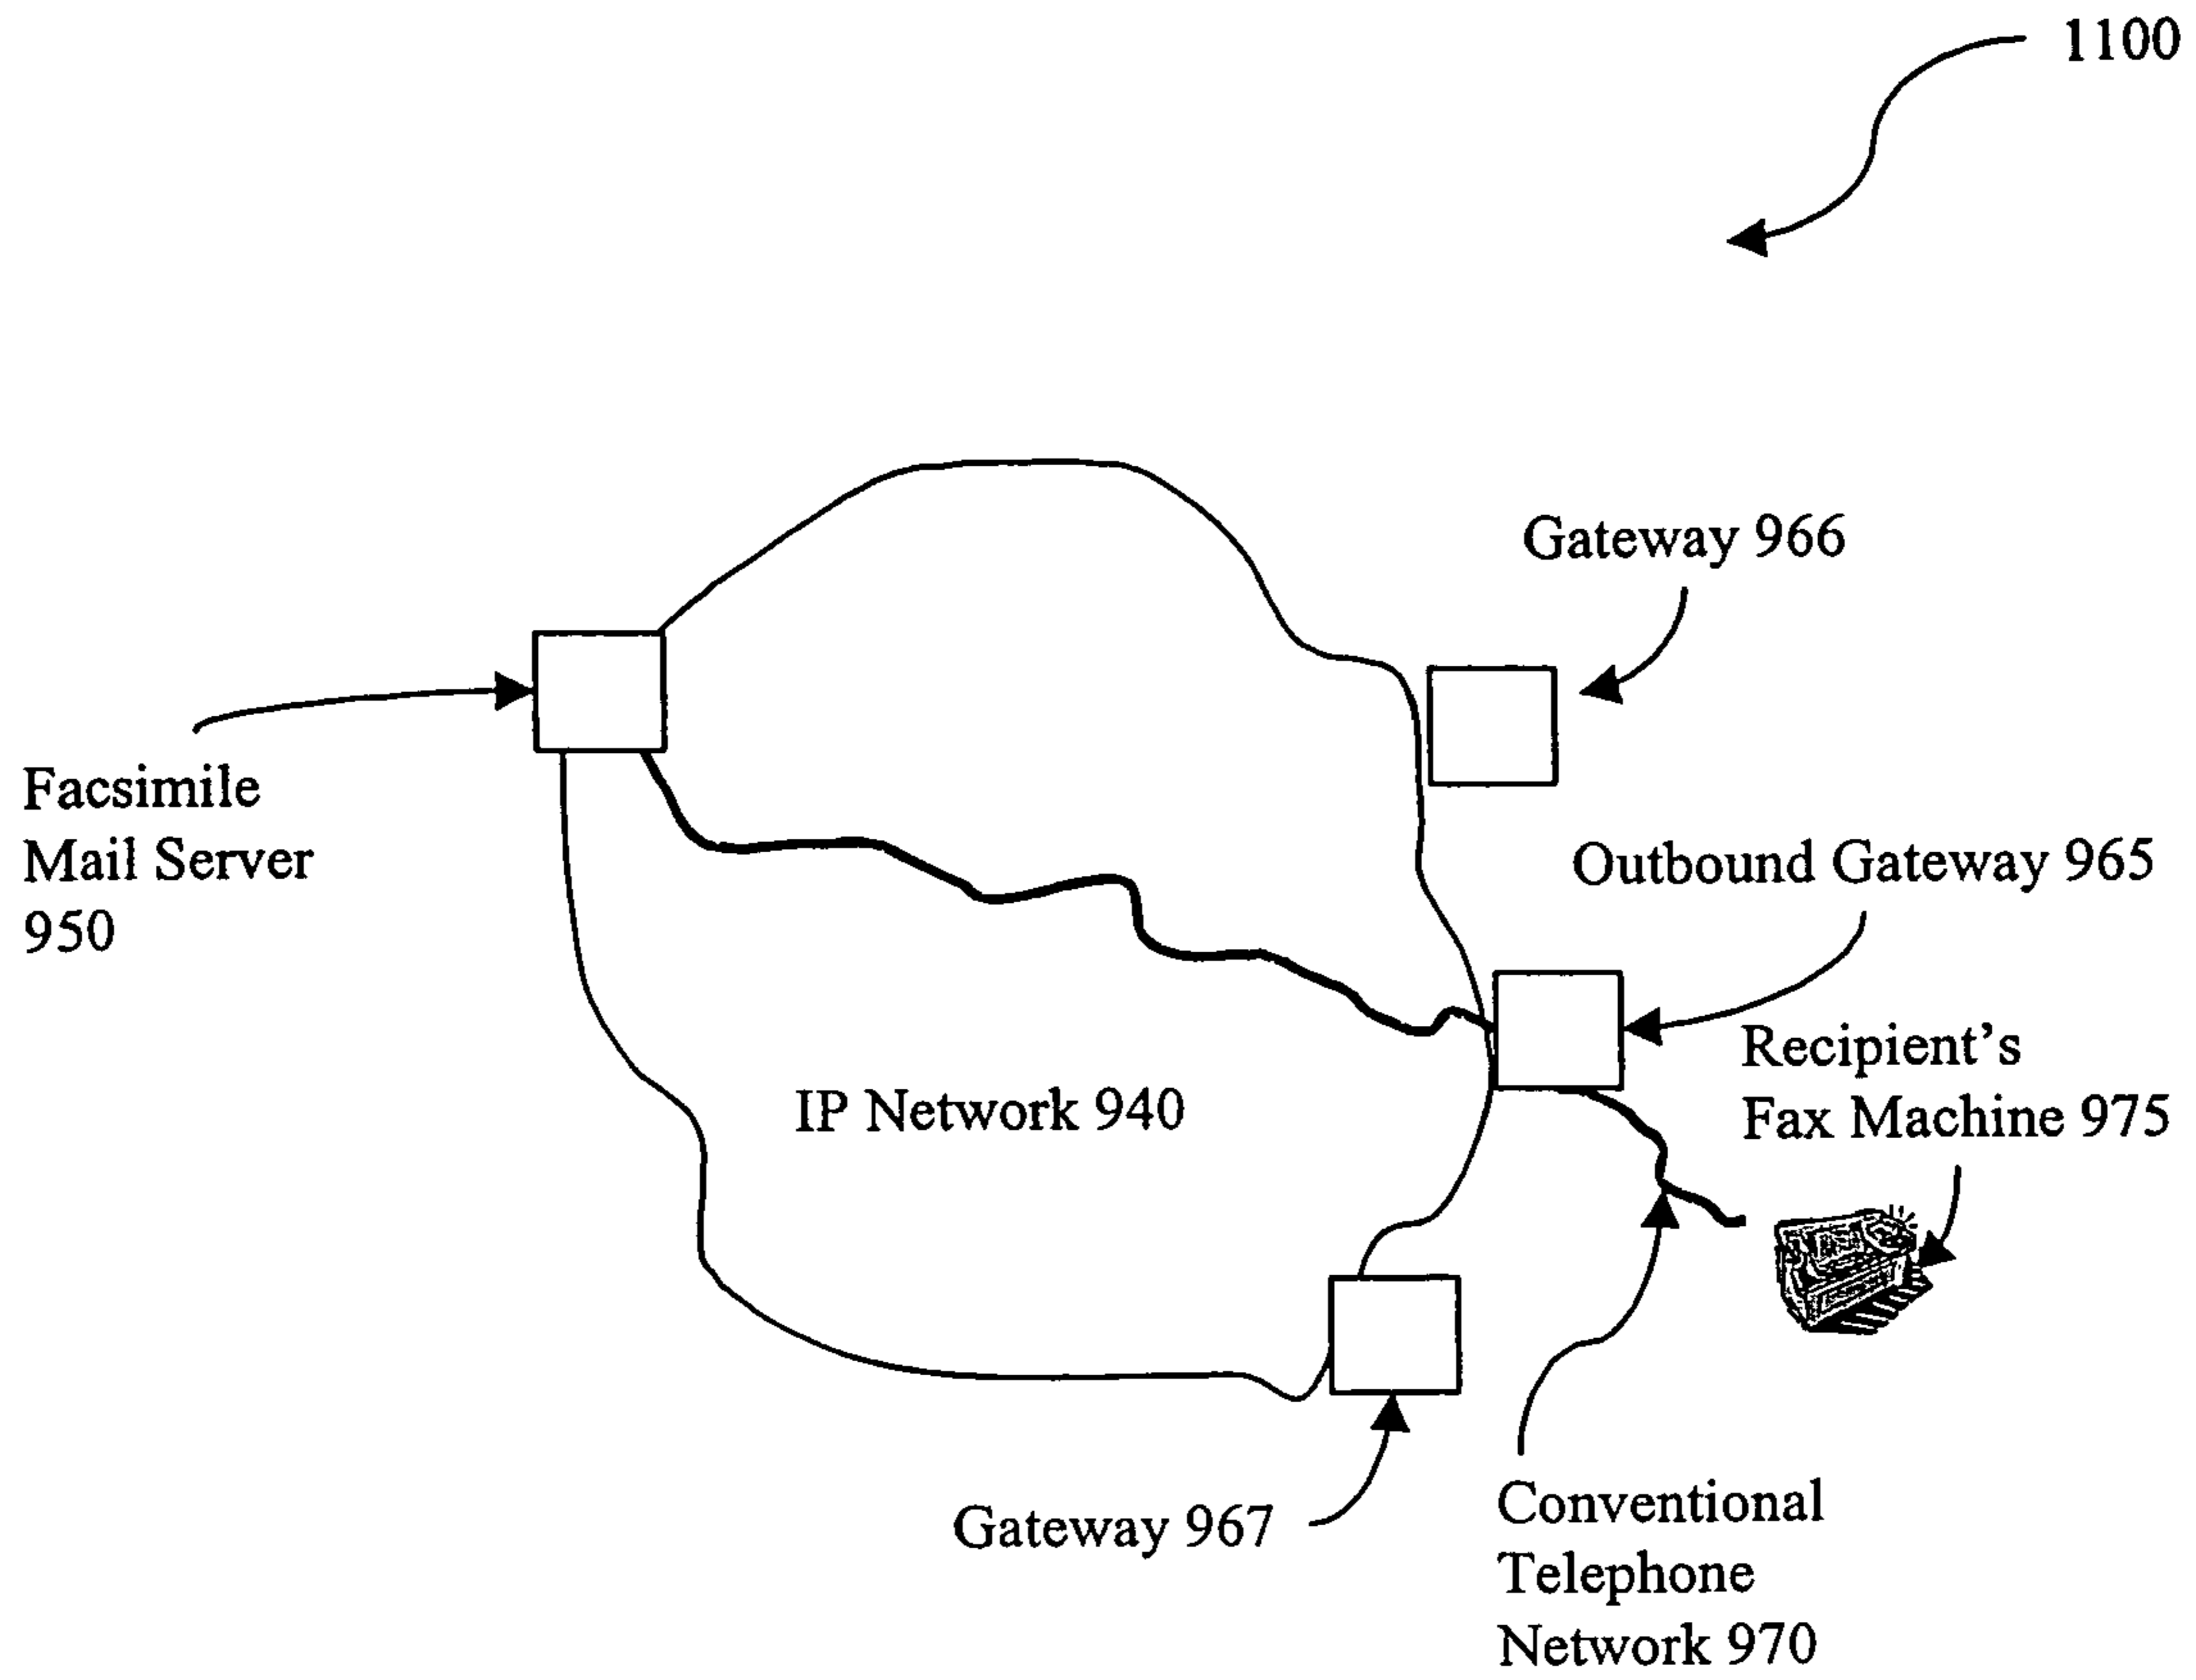 1100
Gateway 966
Facsimile
Mail Server
950
Outbound Gateway 965
Recipient's
Fax Machine 975
IP Network 940
Gateway 967
Conventional
Telephone
Network 970